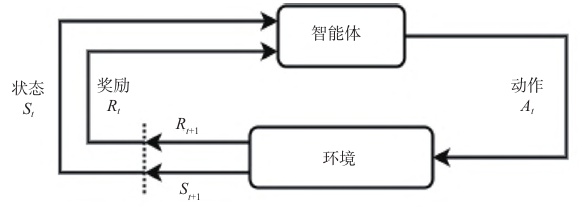 智能体
状态
S_t
奖励
R_t
动作
A_t
R_{t+1}
环境
S_{t+1}